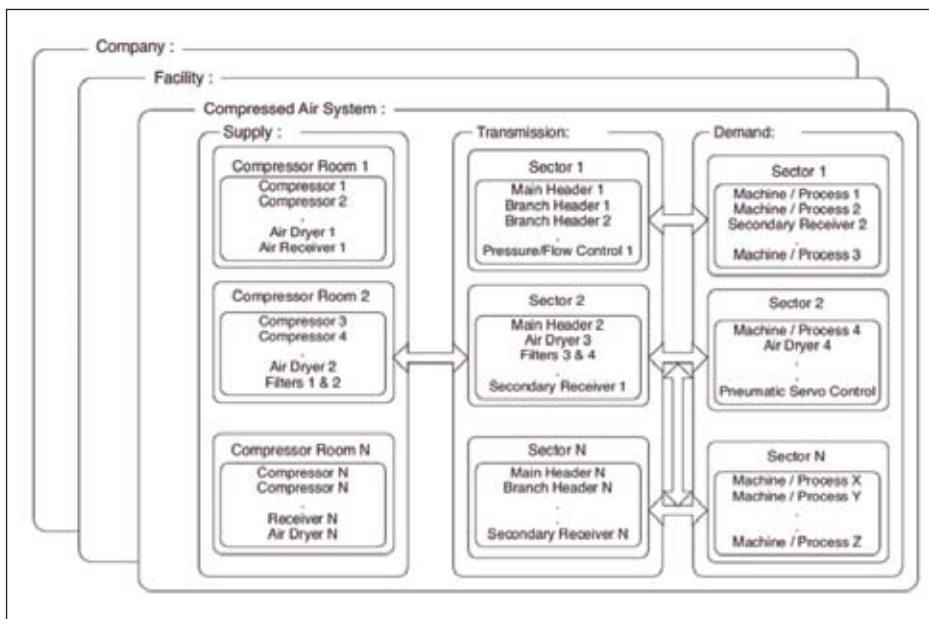 Company :
Facility :
Compressed Air System :
Supply :
Compressor Room 1
Compressor 1
Compressor 2
.
Air Dryer 1
Air Receiver 1
Compressor Room 2
Compressor 3
Compressor 4
.
Air Dryer 2
Filters 1 & 2
Compressor Room N
Compressor N
Compressor N
.
Receiver N
Air Dryer N
Transmission:
Sector 1
Main Header 1
Branch Header 1
Branch Header 2
.
Pressure/Flow Control 1
Sector 2
Main Header 2
Air Dryer 3
Filters 3 & 4
.
Secondary Receiver 1
Sector N
Main Header N
Branch Header N
.
.
Secondary Receiver N
Demand:
Sector 1
Machine / Process 1
Machine / Process 2
Secondary Receiver 2
.
Machine / Process 3
Sector 2
Machine / Process 4
Air Dryer 4
.
.
Pneumatic Servo Control
Sector N
Machine / Process X
Machine / Process Y
.
.
Machine / Process Z